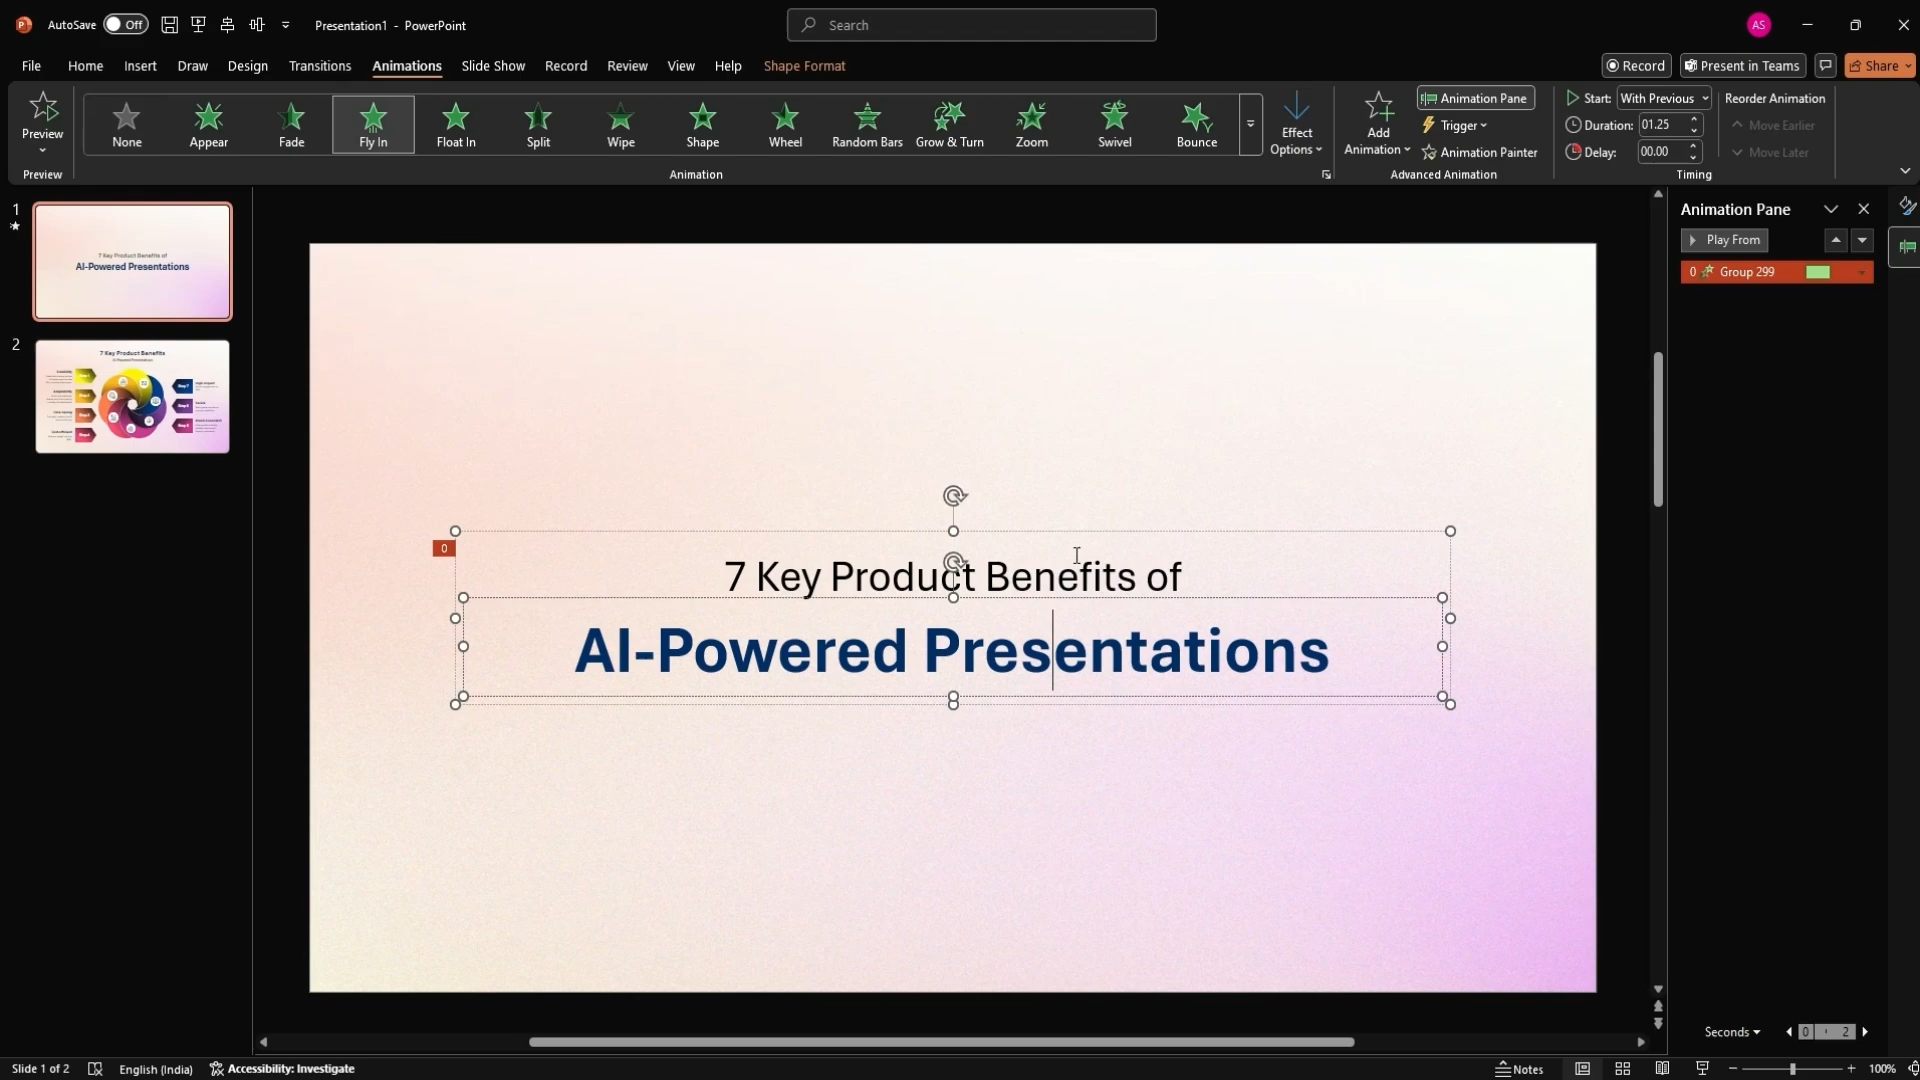 AutoSave Off Presentation1 - PowerPoint Search AS
File Home Insert Draw Design Transitions Animations Slide Show Record Review View Help Shape Format Record Present in Teams Share
Preview None Appear Fade Fly In Float In Split Wipe Shape Wheel Random Bars Grow & Turn Zoom Swivel Bounce Effect Options Add Animation
Animation Pane
Trigger
Animation Painter
Start: With Previous
Duration: 01.25
Delay: 00.00
Reorder Animation
Move Earlier
Move Later
Preview Animation Advanced Animation Timing
1
7 Key Product Benefits of
AI-Powered Presentations
2
7 Key Product Benefits
AI-Powered Presentations
0
7 Key Product Benefits of
AI-Powered Presentations
Animation Pane
Play From
0 Group 299
Seconds 0 2
Slide 1 of 2 English (India) Accessibility: Investigate Notes 100%